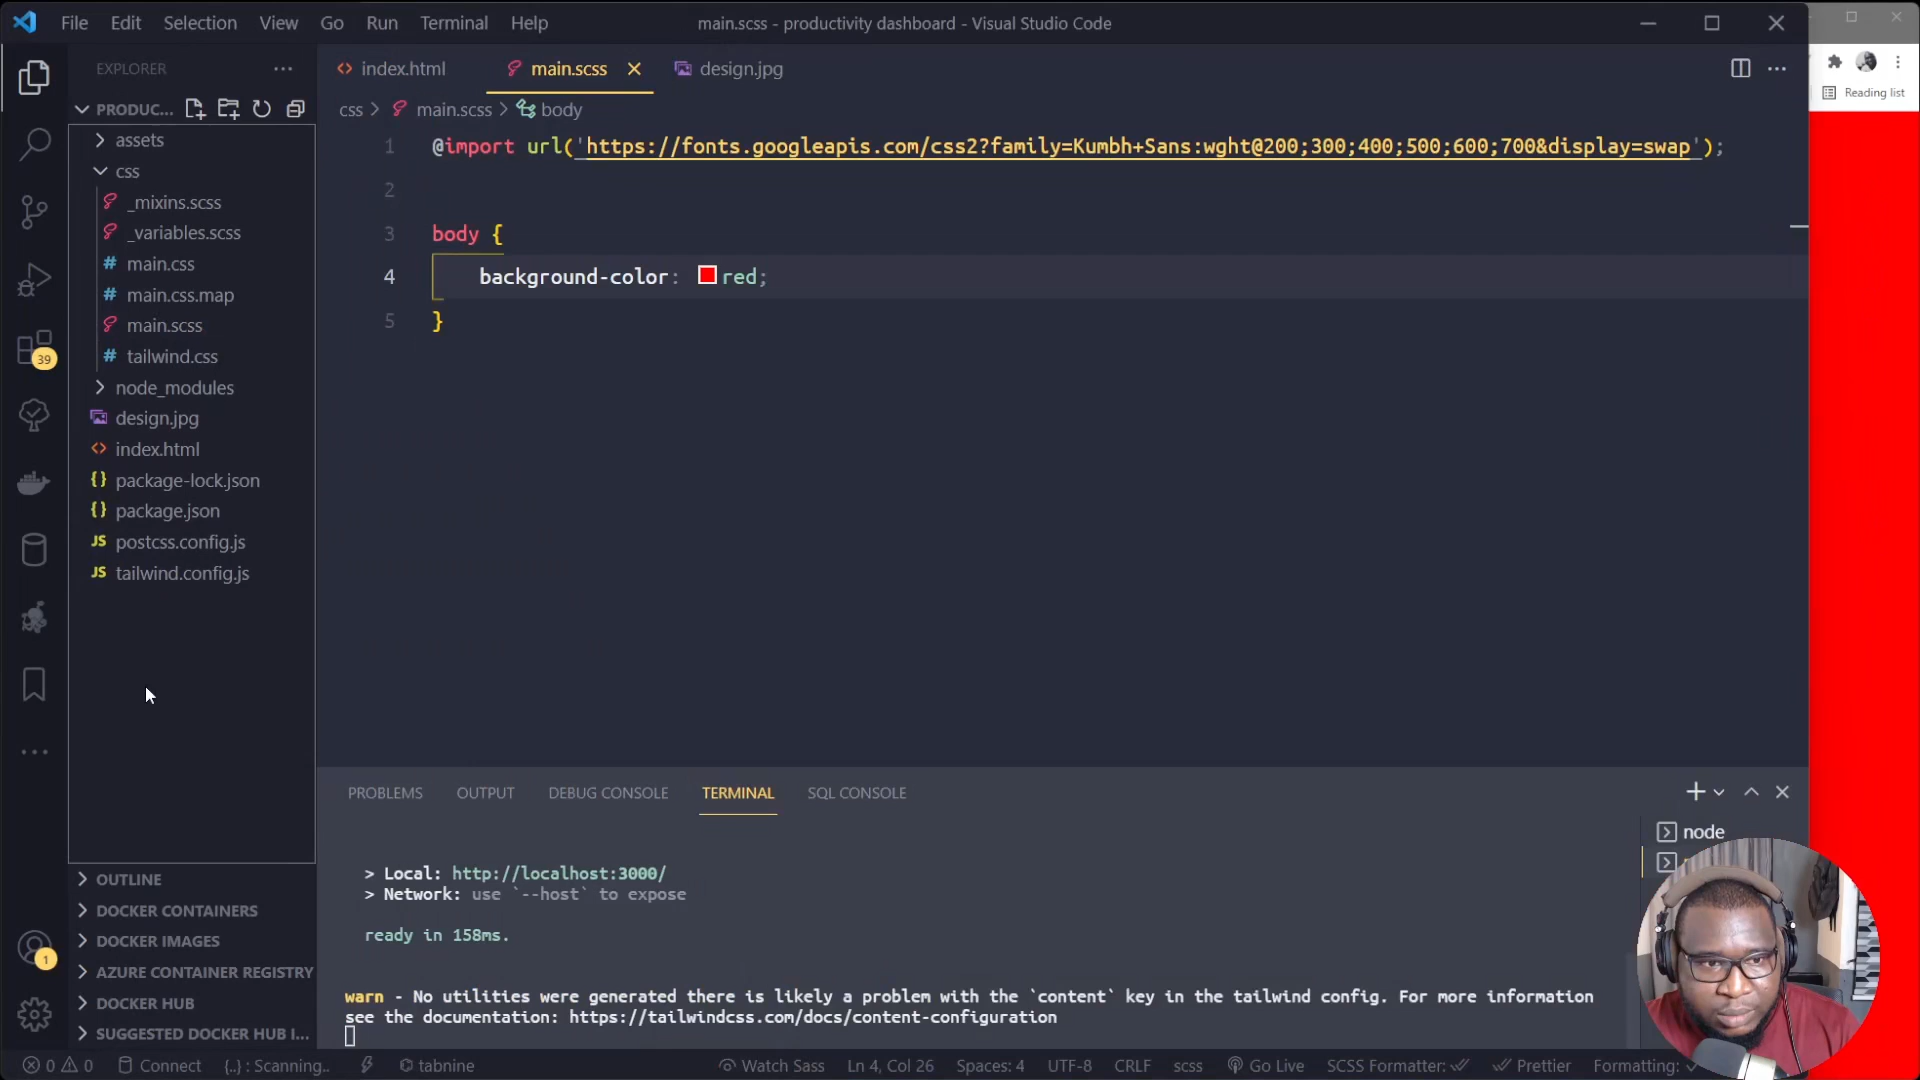 File Edit Selection View Go Run Terminal Help
main.scss - productivity dashboard - Visual Studio Code
EXPLORER
index.html
main.scss
design.jpg
Reading list
PRODUC...
css > main.scss > body
assets
css
_mixins.scss
_variables.scss
main.css
main.css.map
main.scss
tailwind.css
node_modules
design.jpg
index.html
package-lock.json
package.json
postcss.config.js
tailwind.config.js
39
1 @import url('https://fonts.googleapis.com/css2?family=Kumbh+Sans:wght@200;300;400;500;600;700&display=swap');
2
3 body {
4 background-color: red;
5 }
PROBLEMS OUTPUT DEBUG CONSOLE TERMINAL SQL CONSOLE
node
> Local: http://localhost:3000/
> Network: use `--host` to expose
ready in 158ms.
warn - No utilities were generated there is likely a problem with the `content` key in the tailwind config. For more information
see the documentation: https://tailwindcss.com/docs/content-configuration
OUTLINE
DOCKER CONTAINERS
DOCKER IMAGES
AZURE CONTAINER REGISTRY
DOCKER HUB
SUGGESTED DOCKER HUB I...
1
0 0 Connect {..} : Scanning.. tabnine Watch Sass Ln 4, Col 26 Spaces: 4 UTF-8 CRLF scss Go Live SCSS Formatter: Prettier Formatting: